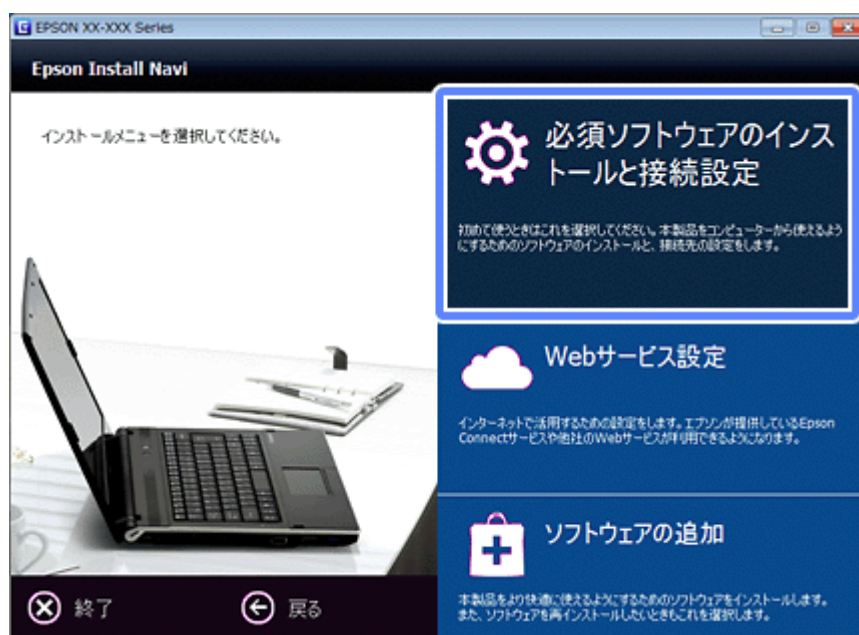 EPSON XX-XXX Series
Epson Install Navi
インストールメニューを選択してください。
必須ソフトウェアのインス
トールと接続設定
初めて使うときはこれを選択してください。本製品をコンピューターから使えるよう
にするためのソフトウェアのインストールと、接続先の設定をします。
Webサービス設定
インターネットで活用するための設定をします。エプソンが提供しているEpson
Connectサービスや他社のWebサービスが利用できるようになります。
ソフトウェアの追加
本製品をより快適に使えるようにするためのソフトウェアをインストールします。
また、ソフトウェアを再インストールしたいときもこれを選択します。
終了
戻る